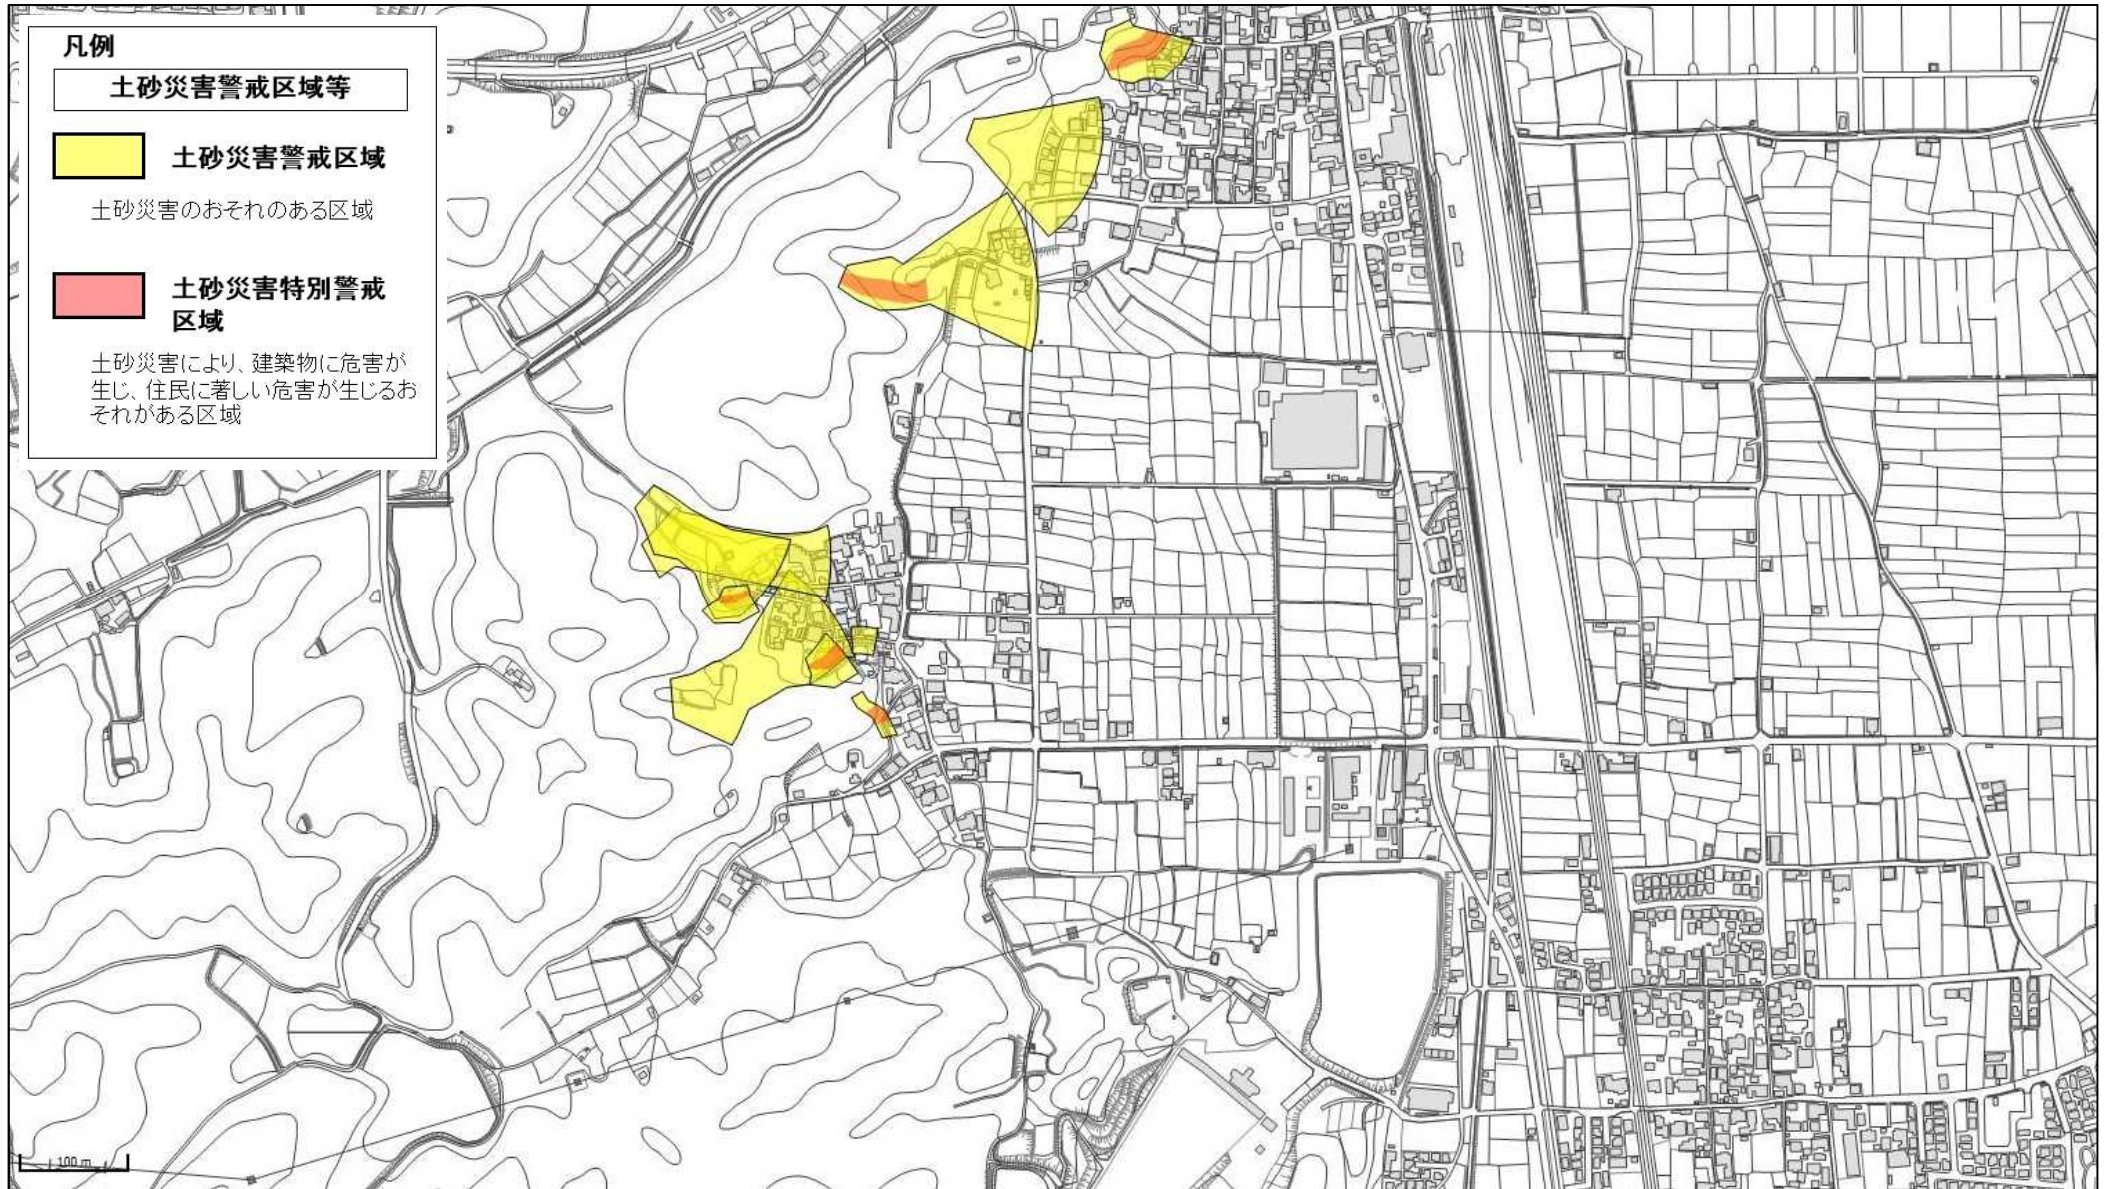 凡例
土砂災害警戒区域等
土砂災害警戒区域
土砂災害のおそれのある区域
土砂災害特別警戒
区域
土砂災害により、建築物に危害が
生じ、住民に著しい危害が生じるお
それがある区域
100 m